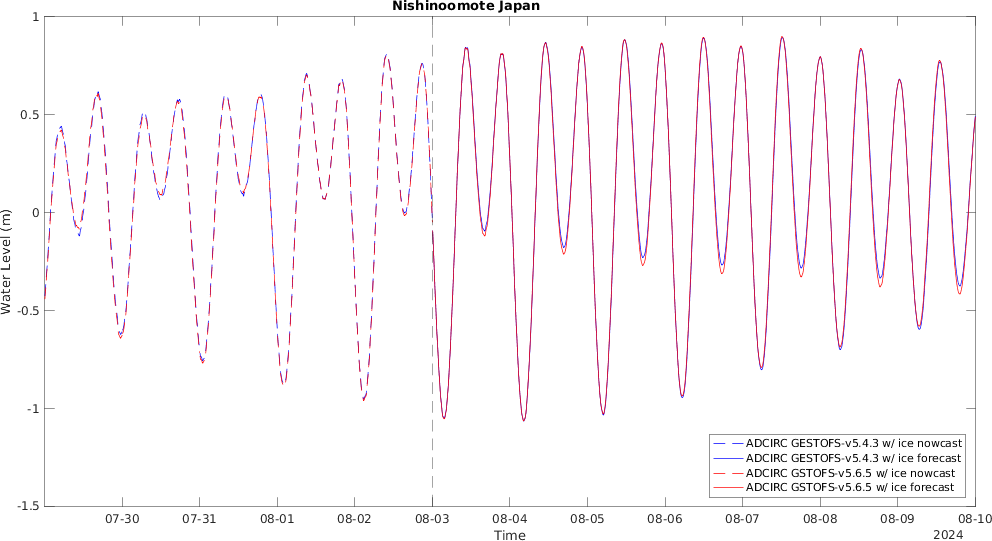 Nishinoomote Japan
1
0.5
0
-0.5
-1
-1.5
Water Level (m)
07-30 07-31 08-01 08-02 08-03 08-04 08-05 08-06 08-07 08-08 08-09 08-10
Time
2024
ADCIRC GESTOFS-v5.4.3 w/ ice nowcast
ADCIRC GESTOFS-v5.4.3 w/ ice forecast
ADCIRC GSTOFS-v5.6.5 w/ ice nowcast
ADCIRC GSTOFS-v5.6.5 w/ ice forecast